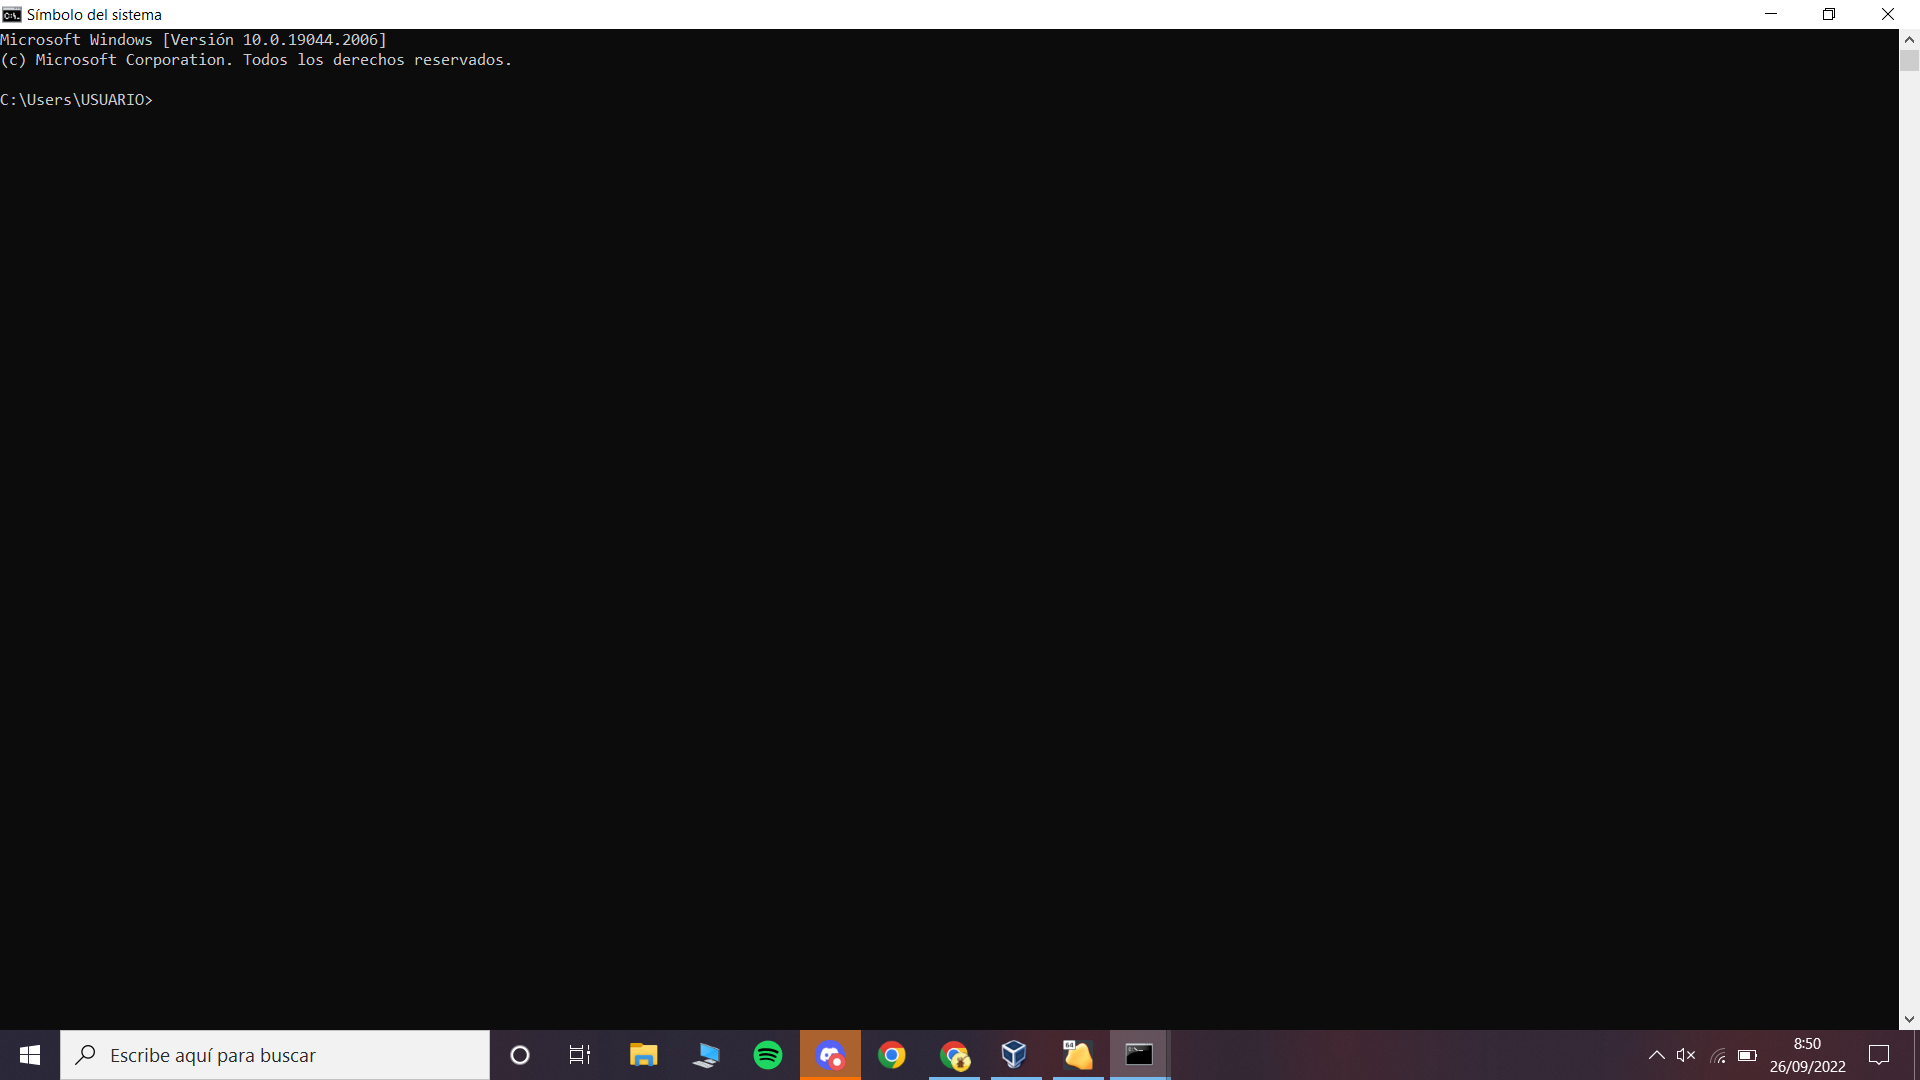 Símbolo del sistema
Microsoft Windows [Versión 10.0.19044.2006]
(c) Microsoft Corporation. Todos los derechos reservados.
C:\Users\USUARIO>
Escribe aquí para buscar
64
8:50
26/09/2022